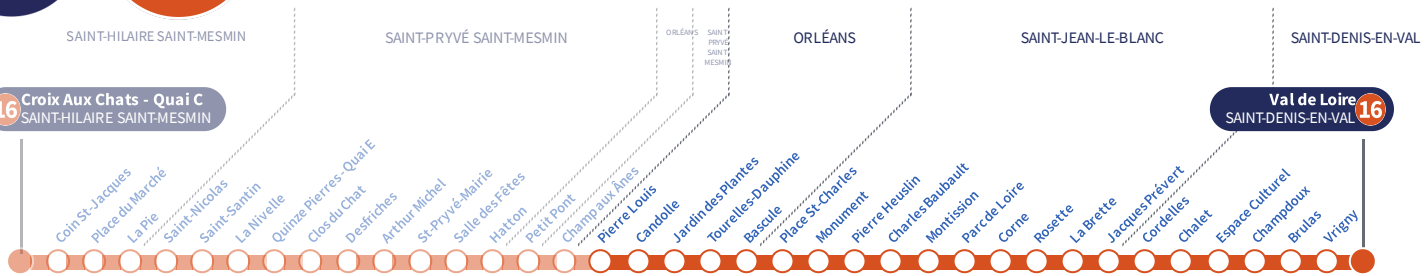 SAINT-HILAIRE SAINT-MESMIN
SAINT-PRYVÉ SAINT-MESMIN
ORLÉANS
SAINT-
PRYVÉ
SAINT-
MESMIN
ORLÉANS
SAINT-JEAN-LE-BLANC
SAINT-DENIS-EN-VAL
16
Croix Aux Chats - Quai C
SAINT-HILAIRE SAINT-MESMIN
Val de Loire
SAINT-DENIS-EN-VAL
16
Coin St-Jacques
Place du Marché
La Pie
Saint-Nicolas
Saint-Santin
La Nivelle
Quinze Pierres - Quai E
Clos du Chat
Desfriches
Arthur Michel
St-Pryvé-Mairie
Salle des Fêtes
Hatton
Petit Pont
Champ aux Ânes
Pierre Louis
Candolle
Jardin des Plantes
Tourelles-Dauphine
Bascule
Place St-Charles
Monument
Pierre Heuslin
Charles Baubault
Montission
Parc de Loire
Corne
Rosette
La Brette
Jacques Prévert
Cordelles
Chalet
Espace Culturel
Champdoux
Brulas
Vrigny